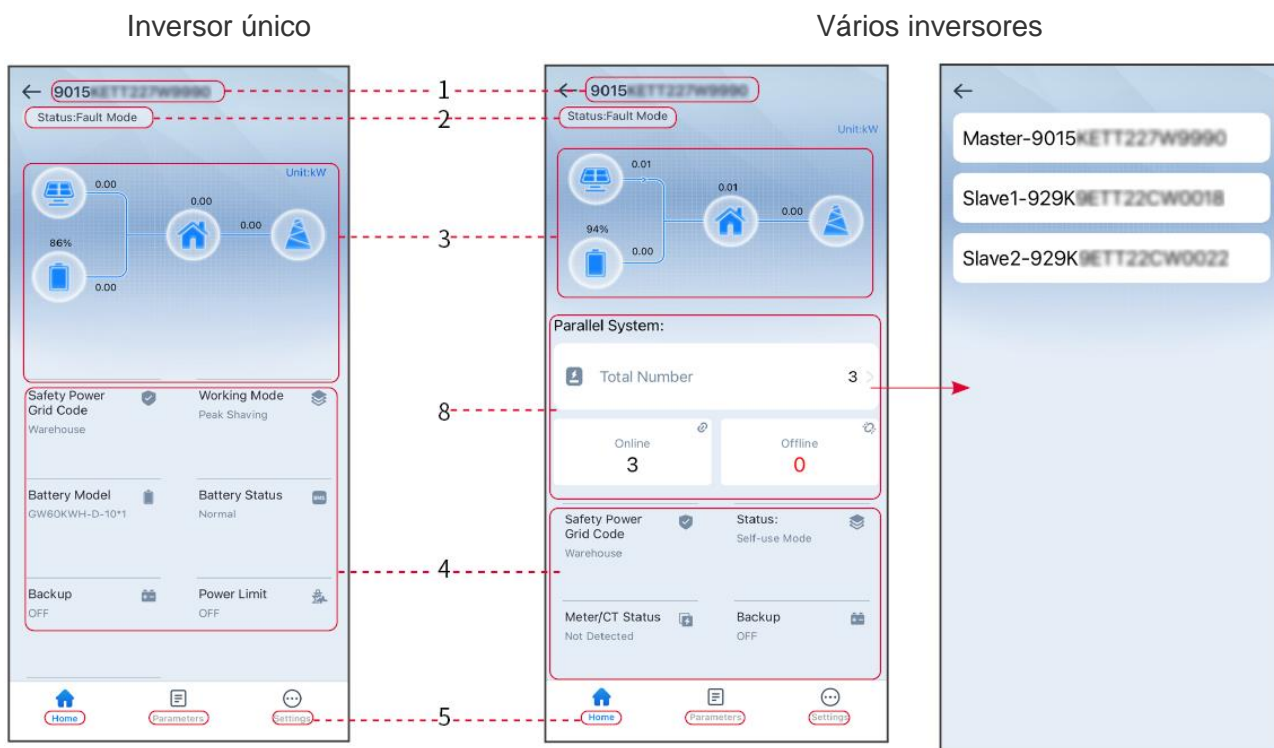 Inversor único
Vários inversores
9015
Status:Fault Mode
Unit:kW
0.00
0.00
0.00
86%
0.00
Safety Power
Grid Code
Warehouse
Working Mode
Peak Shaving
Battery Model
GW60KWH-D-10*1
Battery Status
Normal
Backup
OFF
Power Limit
OFF
Home
Parameters
Settings
1
2
3
8
4
5
9015
Status:Fault Mode
Unit:kW
0.01
0.01
0.00
94%
0.00
Parallel System:
Total Number
3
Online
3
Offline
0
Safety Power
Grid Code
Warehouse
Status:
Self-use Mode
Meter/CT Status
Not Detected
Backup
OFF
Home
Parameters
Settings
Master-9015
Slave1-929K
Slave2-929K